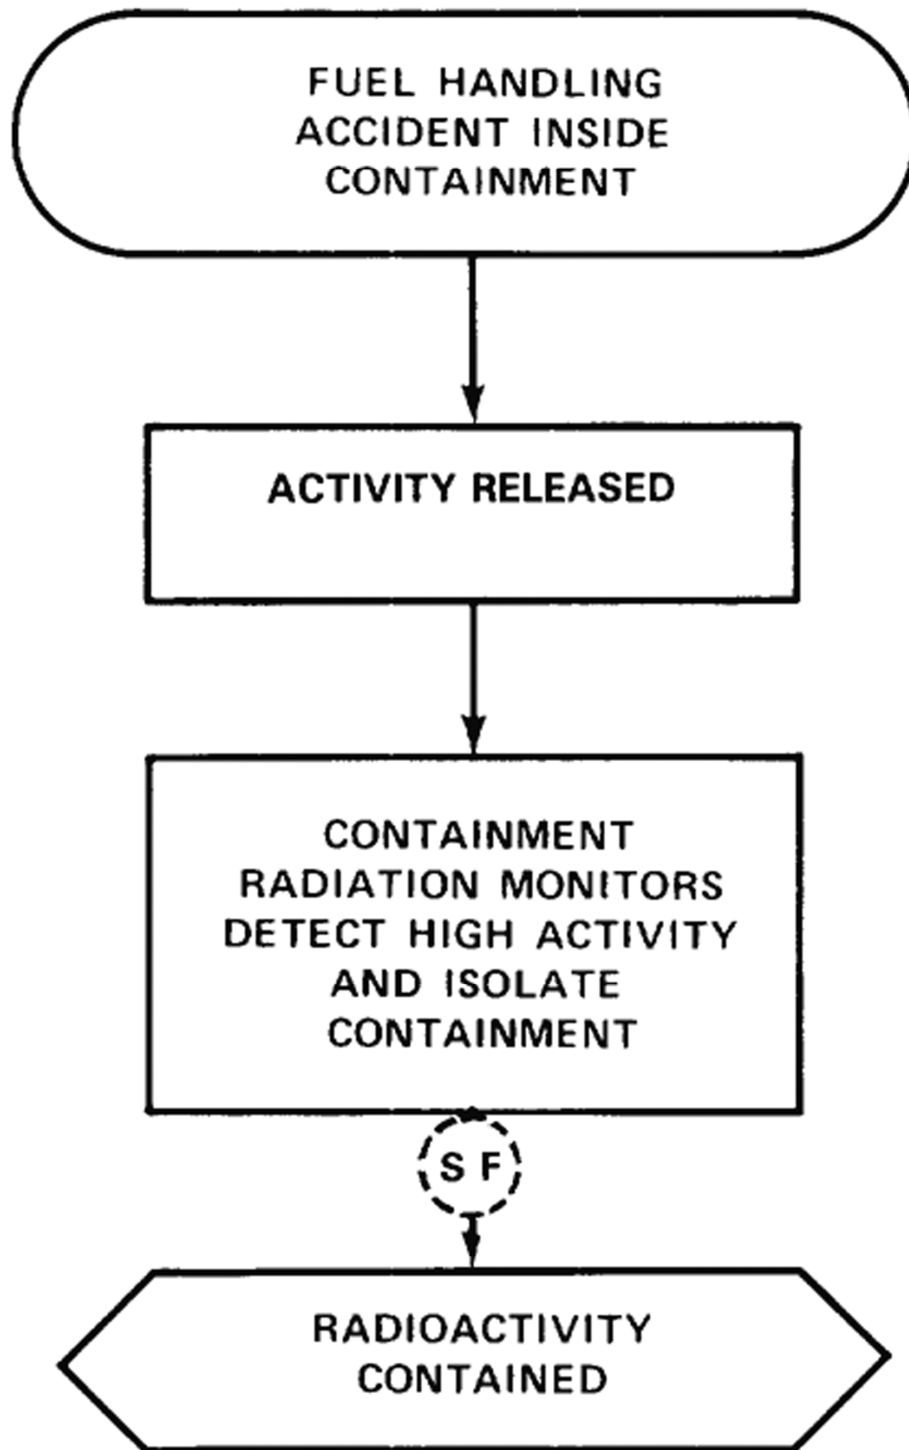 FUEL HANDLING
ACCIDENT INSIDE
CONTAINMENT
ACTIVITY RELEASED
CONTAINMENT
RADIATION MONITORS
DETECT HIGH ACTIVITY
AND ISOLATE
CONTAINMENT
S F
RADIOACTIVITY
CONTAINED